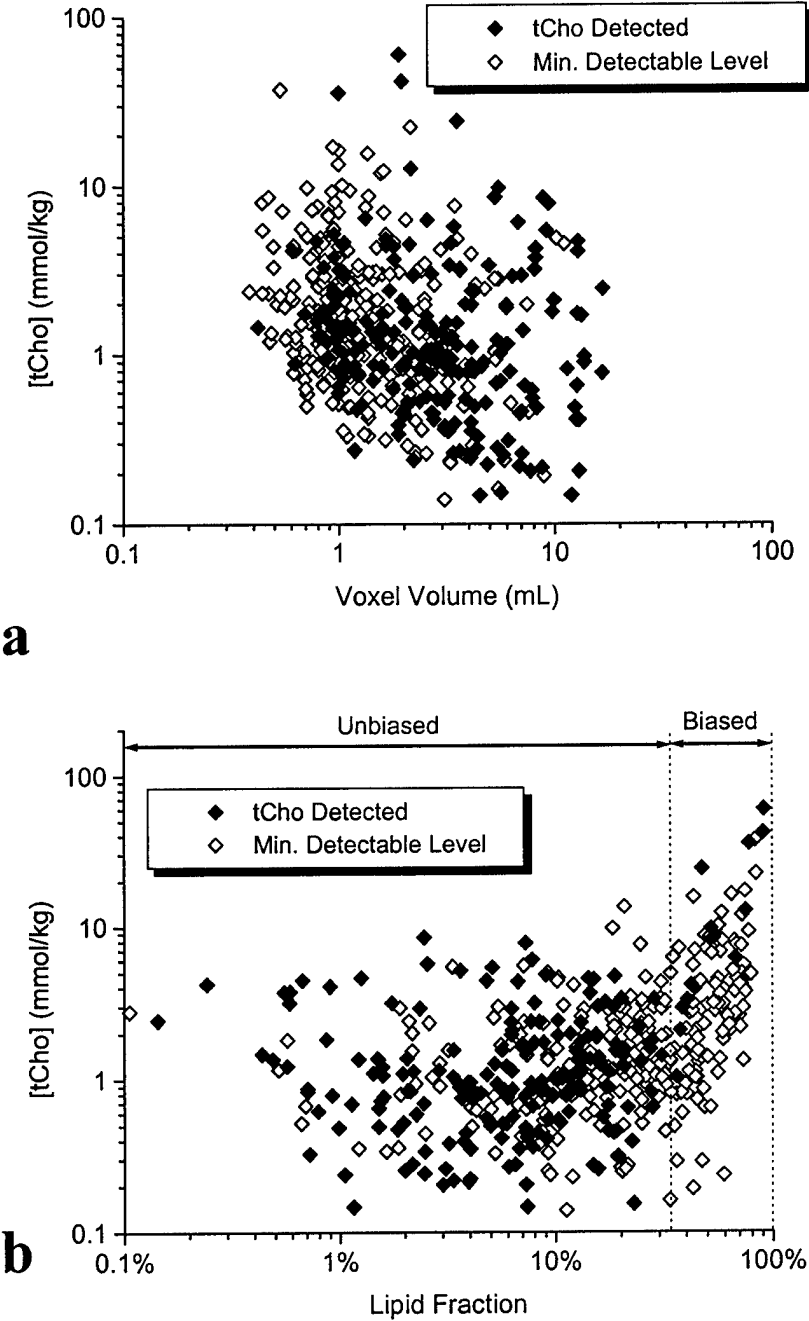 100
10
1
0.1
[tCho] (mmol/kg)
tCho Detected
Min. Detectable Level
0.1
1
10
100
Voxel Volume (mL)
a
Unbiased
Biased
100
10
1
0.1
[tCho] (mmol/kg)
tCho Detected
Min. Detectable Level
0.1%
1%
10%
100%
Lipid Fraction
b